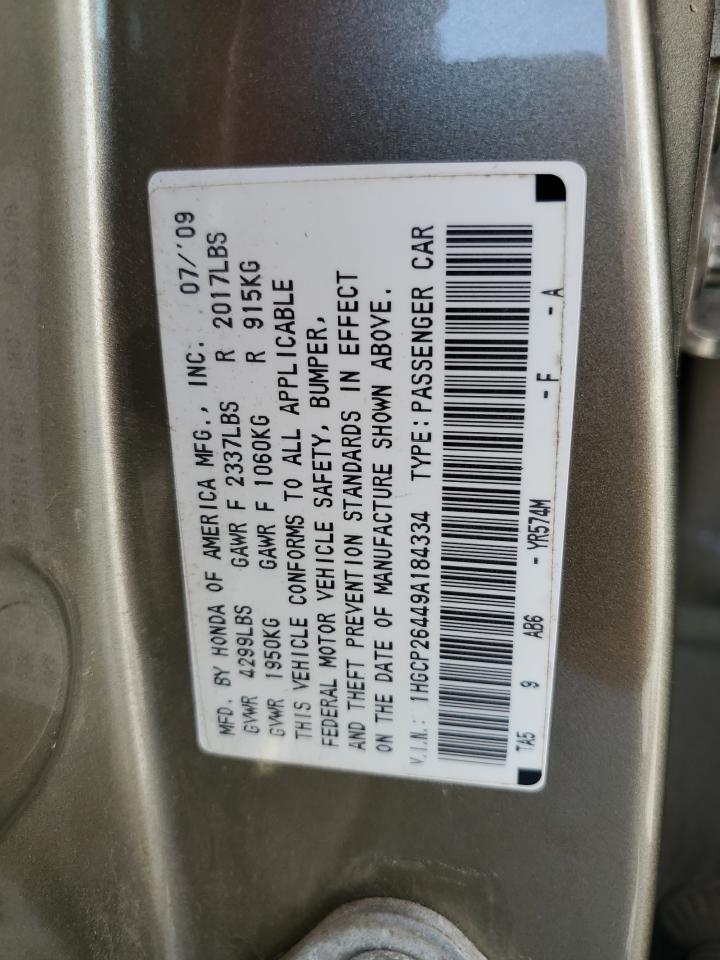 MFD. BY HONDA OF AMERICA MFG., INC. 07/'09
GVWR 4299LBS GAWR F 2337LBS R 2017LBS
GVWR 1950KG GAWR F 1060KG R 915KG
THIS VEHICLE CONFORMS TO ALL APPLICABLE
FEDERAL MOTOR VEHICLE SAFETY, BUMPER,
AND THEFT PREVENTION STANDARDS IN EFFECT
ON THE DATE OF MANUFACTURE SHOWN ABOVE.
V.I.N.: 1HGCP26449A184334 TYPE: PASSENGER CAR
TA5 9 AB6 - YR574M - F - A